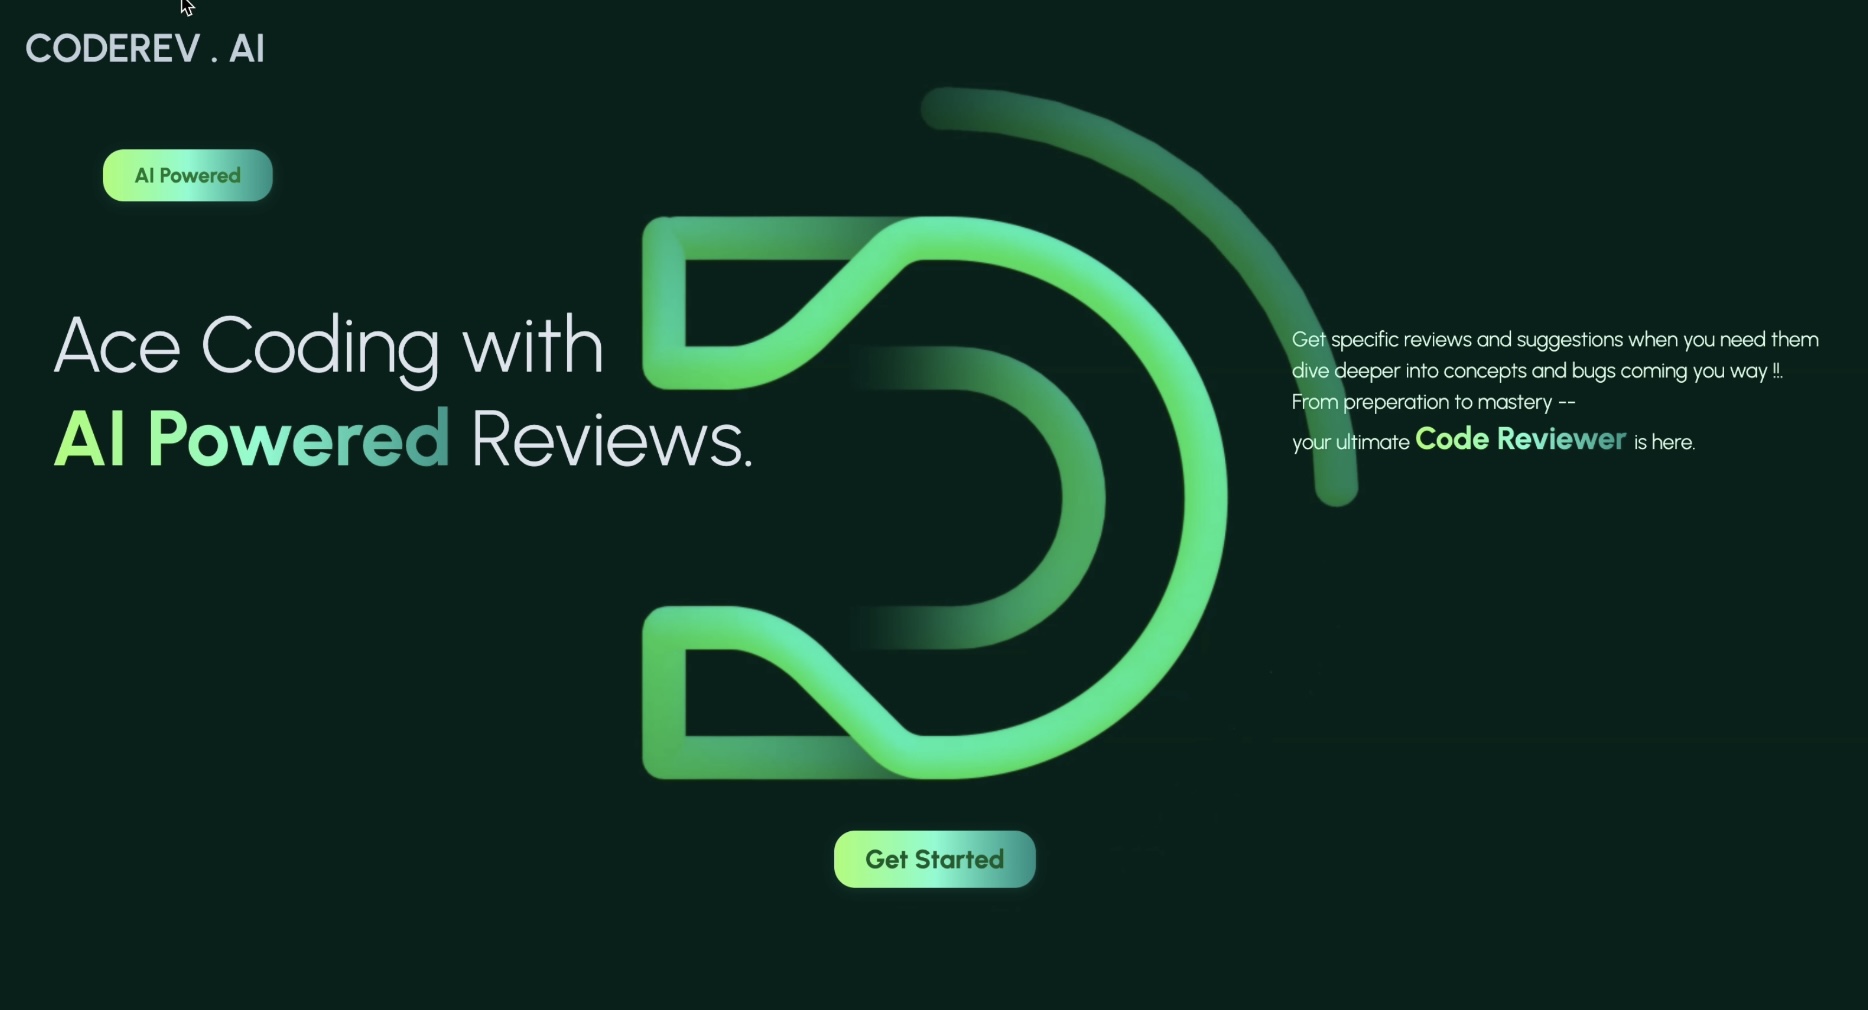 CODEREV . AI
AI Powered
Ace Coding with
AI Powered Reviews.
Get specific reviews and suggestions when you need them
dive deeper into concepts and bugs coming you way !!.
From preperation to mastery --
your ultimate Code Reviewer is here.
Get Started